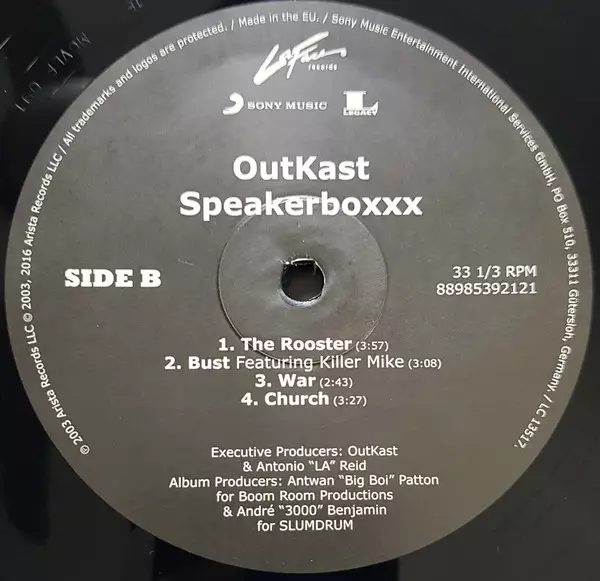 ℗ 2003 Arista Records LLC © 2003, 2016 Arista Records LLC / All trademarks and logos are protected. / Made in the EU. / Sony Music Entertainment International Services GmbH, PO Box 510, 33311 Gütersloh, Germany. / LC 13517.
LaFace
records
SONY MUSIC
L
LEGACY
OutKast
Speakerboxxx
SIDE B
33 1/3 RPM
88985392121
1. The Rooster (3:57)
2. Bust Featuring Killer Mike (3:08)
3. War (2:43)
4. Church (3:27)
Executive Producers: OutKast
& Antonio “LA” Reid
Album Producers: Antwan “Big Boi” Patton
for Boom Room Productions
& André “3000” Benjamin
for SLUMDRUM